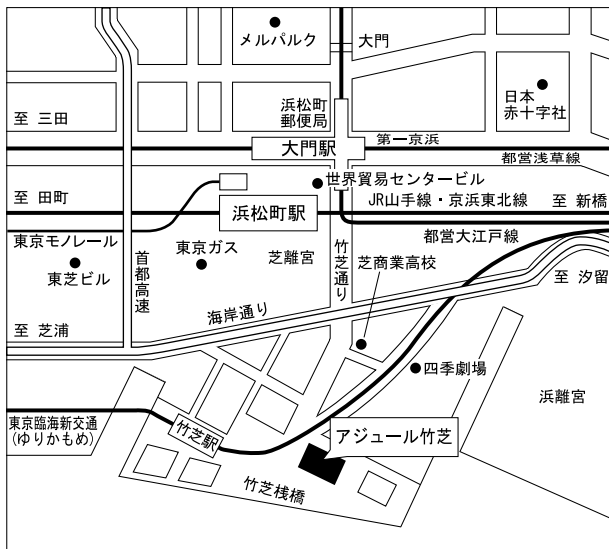 メルパルク
大門
日本
赤十字社
浜松町
郵便局
至 三田
第一京浜
大門駅
都営浅草線
世界貿易センタービル
至 田町
JR山手線・京浜東北線
至 新橋
浜松町駅
都営大江戸線
東京モノレール
東京ガス
芝離宮
竹芝通り
首都高速
東芝ビル
芝商業高校
至 汐留
海岸通り
至 芝浦
四季劇場
浜離宮
東京臨海新交通
(ゆりかもめ)
竹芝駅
アジュール竹芝
竹芝桟橋